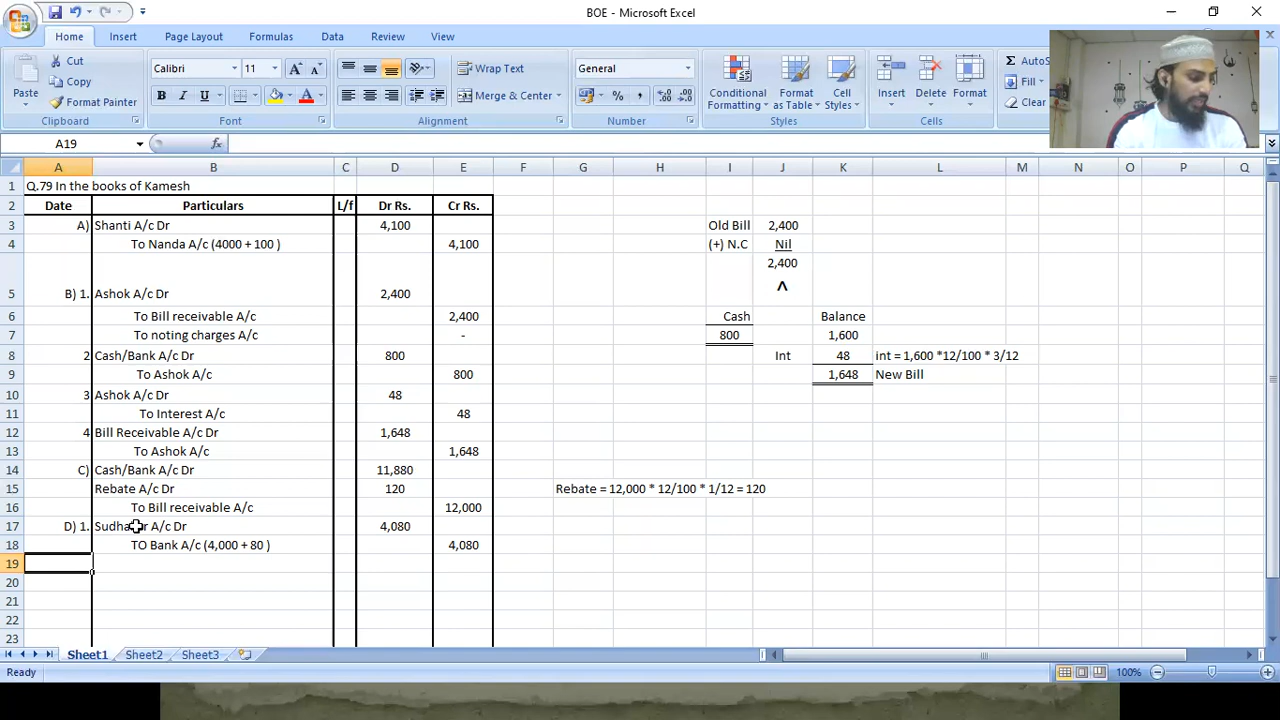 BOE - Microsoft Excel
Home Insert Page Layout Formulas Data Review View
Paste
Cut
Copy
Format Painter
Clipboard
Calibri 11
B I U
Font
Wrap Text
Merge & Center
Alignment
General
Number
Conditional Formatting
Format as Table
Cell Styles
Styles
Insert Delete Format
Cells
AutoS
Fill
Clear
A19 fx
A B C D E F G H I J K L M N O P Q
1 Q.79 In the books of Kamesh
2 Date Particulars L/f Dr Rs. Cr Rs.
3 A) Shanti A/c Dr 4,100 Old Bill 2,400
4 To Nanda A/c (4000 + 100 ) 4,100 (+) N.C Nil
2,400
^
5 B) 1. Ashok A/c Dr 2,400
6 To Bill receivable A/c 2,400 Cash Balance
7 To noting charges A/c - 800 1,600
8 2 Cash/Bank A/c Dr 800 Int 48 int = 1,600 *12/100 * 3/12
9 To Ashok A/c 800 1,648 New Bill
10 3 Ashok A/c Dr 48
11 To Interest A/c 48
12 4 Bill Receivable A/c Dr 1,648
13 To Ashok A/c 1,648
14 C) Cash/Bank A/c Dr 11,880
15 Rebate A/c Dr 120 Rebate = 12,000 * 12/100 * 1/12 = 120
16 To Bill receivable A/c 12,000
17 D) 1. A/c Dr 4,080
18 TO Bank A/c (4,000 + 80 ) 4,080
19
20
21
22
23
Sheet1 Sheet2 Sheet3
Ready 100%